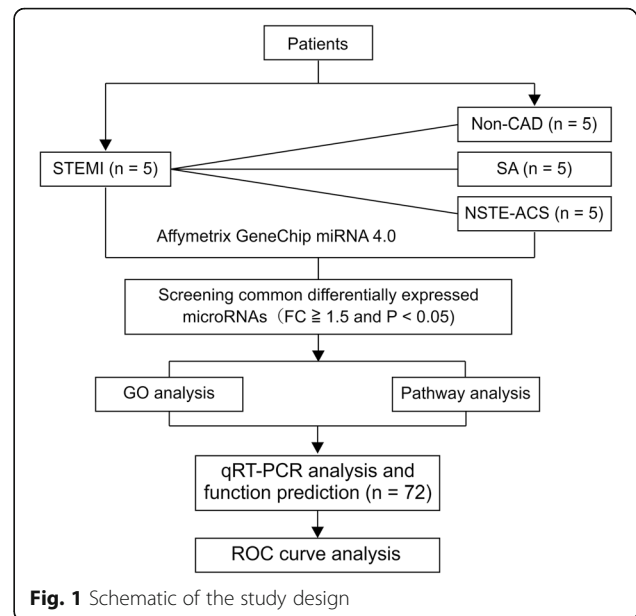 Patients
Non-CAD (n = 5)
STEMI (n = 5)
SA (n = 5)
NSTE-ACS (n = 5)
Affymetrix GeneChip miRNA 4.0
Screening common differentially expressed
microRNAs（FC ≧ 1.5 and P < 0.05)
GO analysis
Pathway analysis
qRT-PCR analysis and
function prediction (n = 72)
ROC curve analysis
Fig. 1 Schematic of the study design